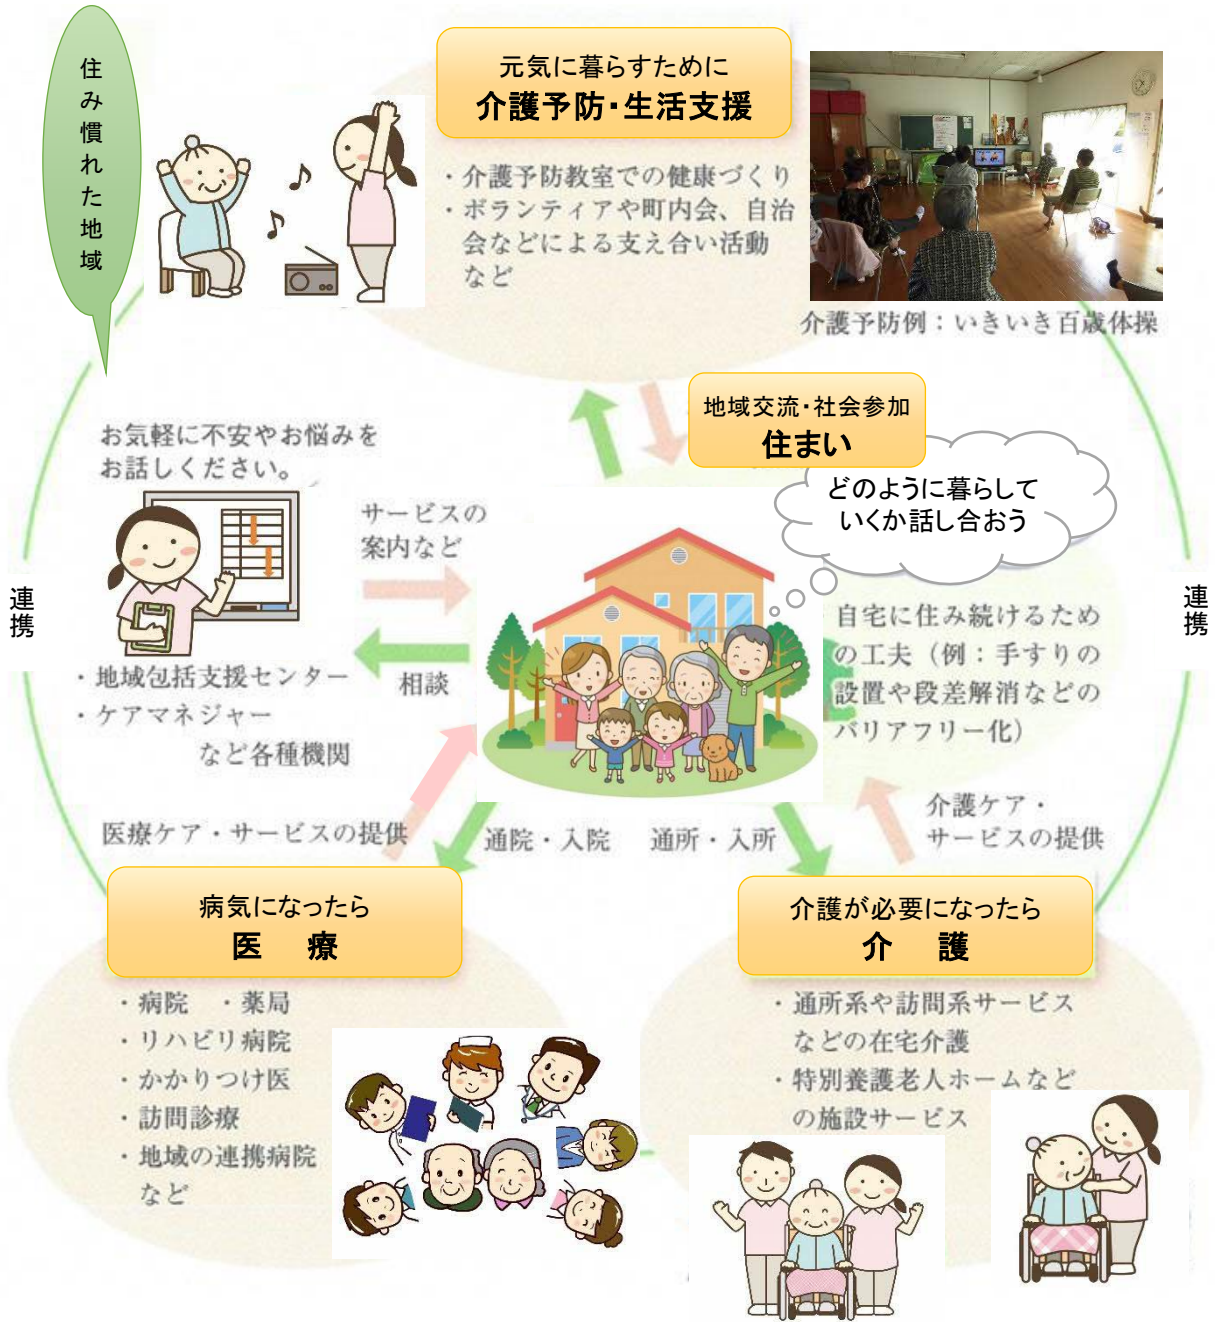 住み慣れた地域
元気に暮らすために
介護予防・生活支援
・介護予防教室での健康づくり
・ボランティアや町内会、自治
会などによる支え合い活動
など
介護予防例：いきいき百歳体操
地域交流・社会参加
住まい
どのように暮らして
いくか話し合おう
お気軽に不安やお悩みを
お話しください。
サービスの
案内など
相談
・地域包括支援センター
・ケアマネジャー
など各種機関
連携
連携
自宅に住み続けるため
の工夫（例：手すりの
設置や段差解消などの
バリアフリー化）
医療ケア・サービスの提供
通院・入院
通所・入所
介護ケア・
サービスの提供
病気になったら
医　療
・病院　・薬局
・リハビリ病院
・かかりつけ医
・訪問診療
・地域の連携病院
など
介護が必要になったら
介　護
・通所系や訪問系サービス
などの在宅介護
・特別養護老人ホームなど
の施設サービス